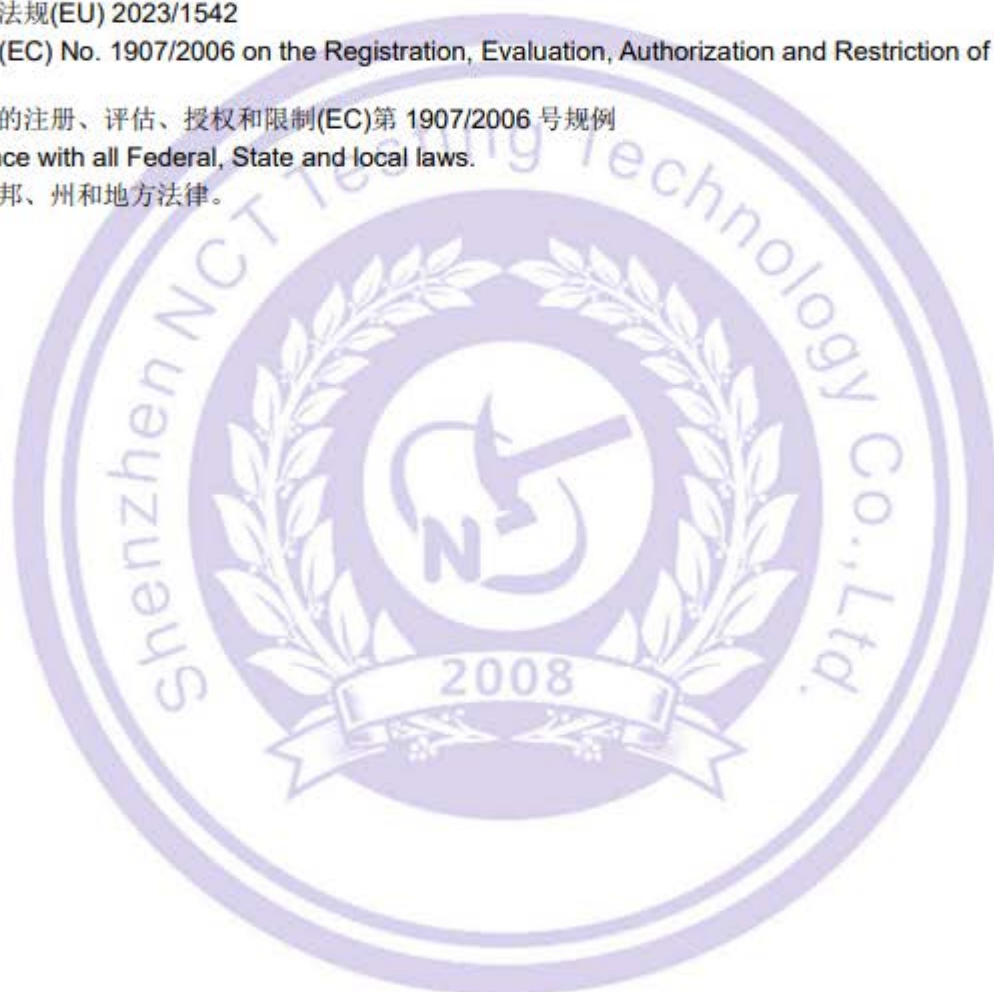 法规(EU) 2023/1542
(EC) No. 1907/2006 on the Registration, Evaluation, Authorization and Restriction of
的注册、评估、授权和限制(EC)第 1907/2006 号规例
nce with all Federal, State and local laws.
邦、州和地方法律。
Shenzhen NCT Testing Technology Co., Ltd.
N
2008